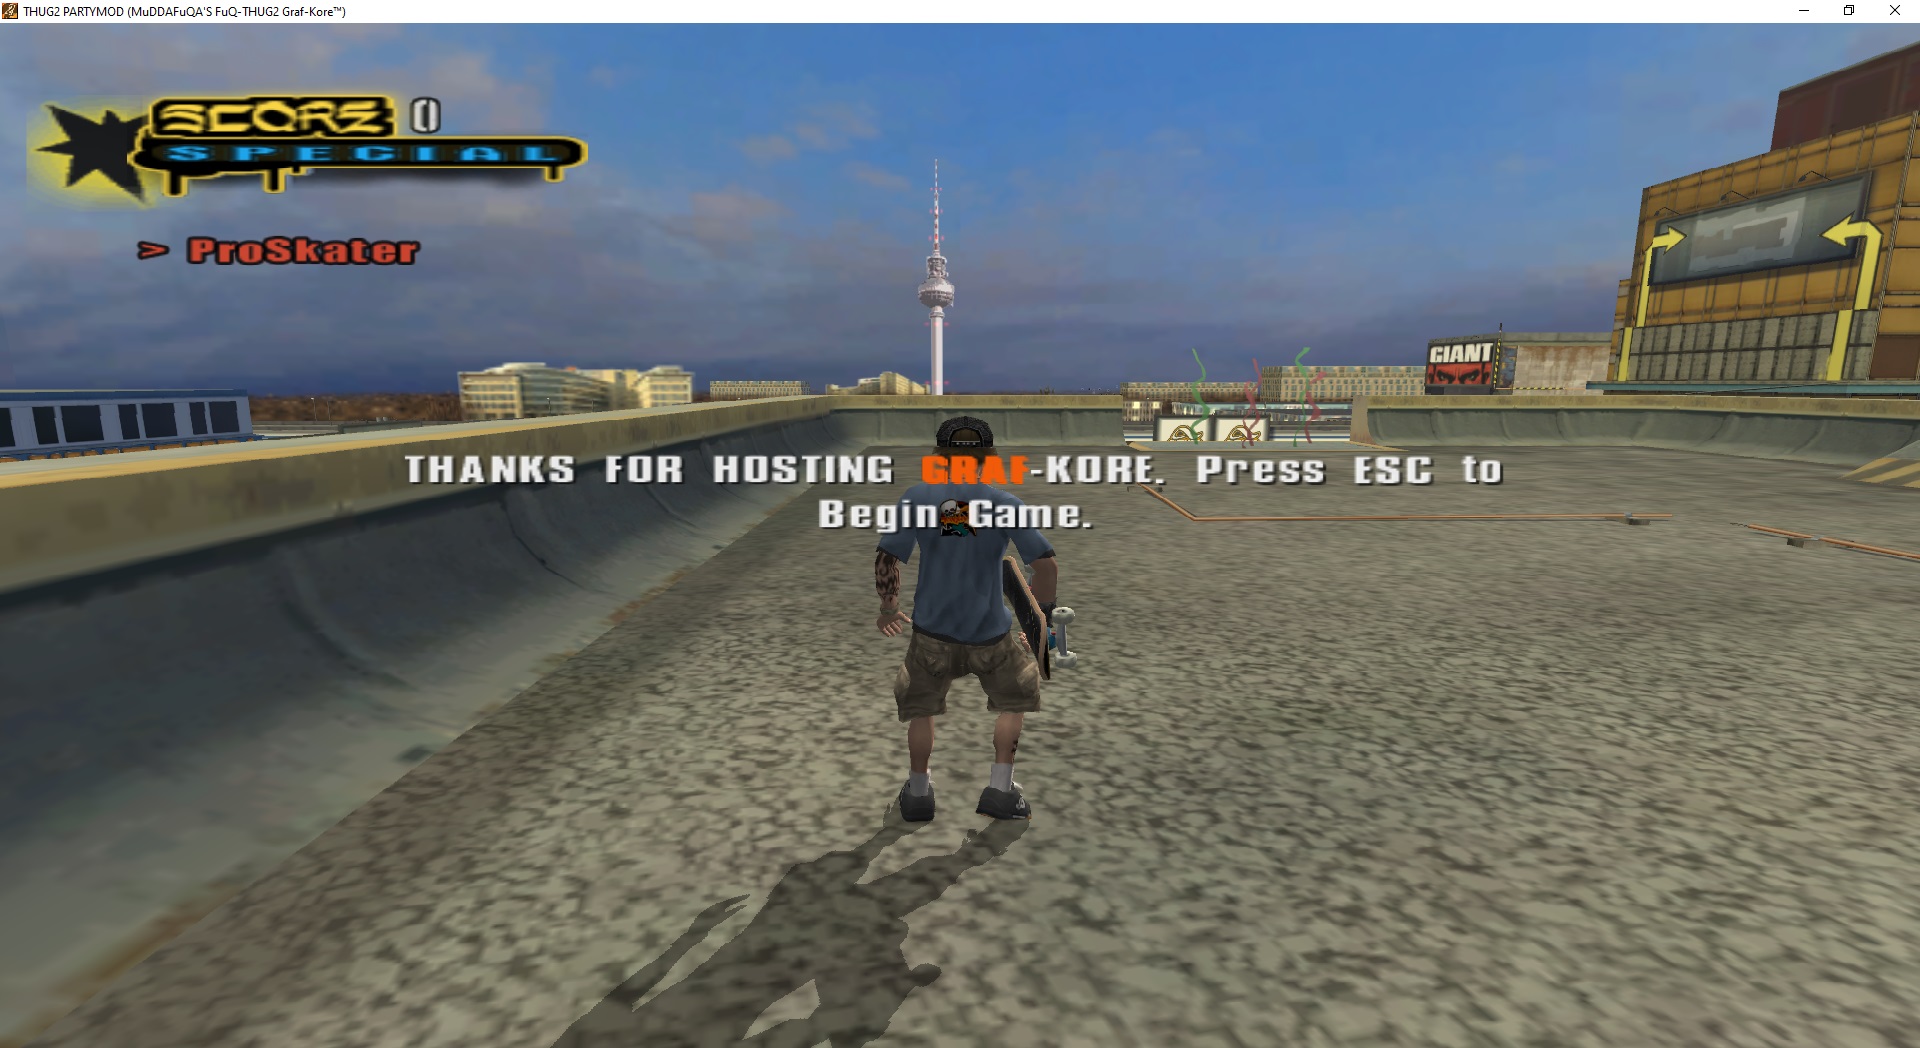 THUG2 PARTYMOD (MuDDAFuQA'S FuQ-THUG2 Graf-Kore™)
SCORE 0
SPECIAL
> ProSkater
GIANT
THANKS FOR HOSTING GRAF-KORE. Press ESC to
Begin Game.